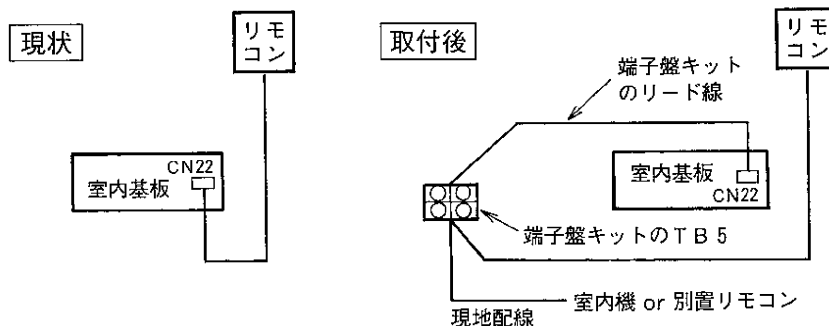 現状
リモ
コン
CN22
室内基板
取付後
リモ
コン
端子盤キット
のリード線
室内基板
CN22
端子盤キットのTB5
室内機 or 別置リモコン
現地配線